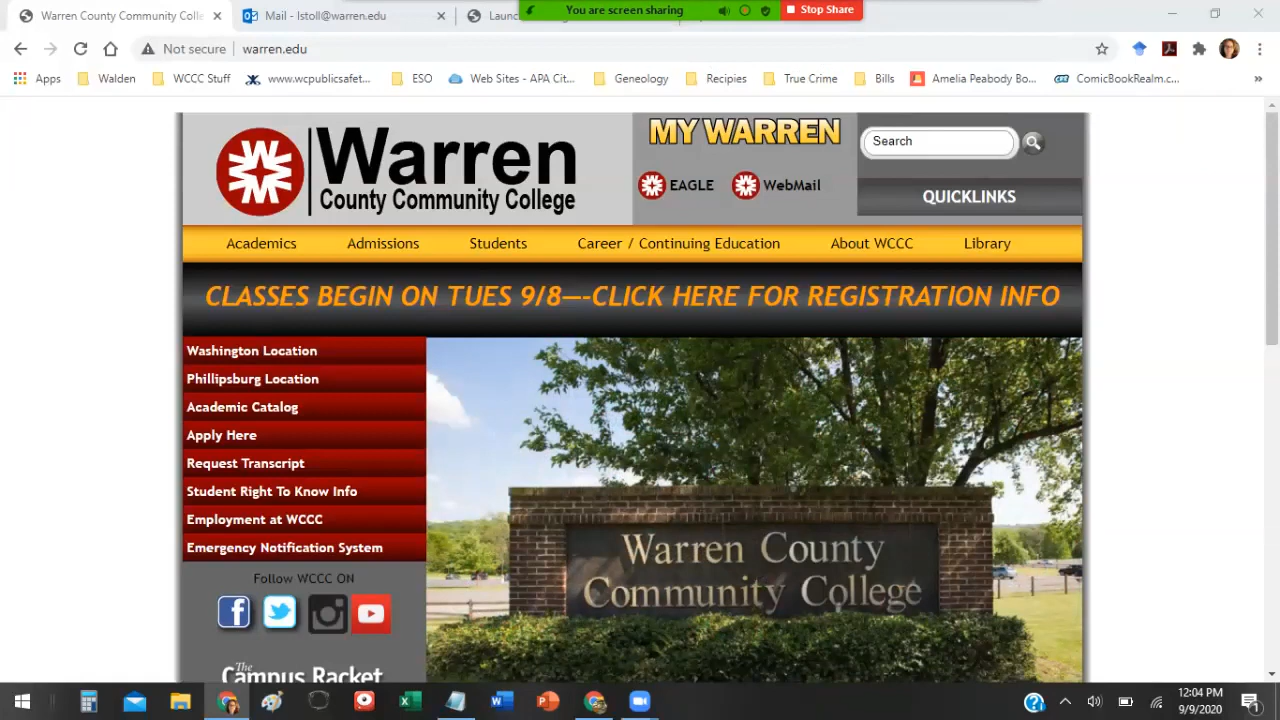 Warren County Community Colle
Mail - lstoll@warren.edu
Launc
You are screen sharing
Stop Share
Not secure
warren.edu
Apps
Walden
WCCC Stuff
www.wcpublicsafet...
ESO
Web Sites - APA Cit...
Geneology
Recipies
True Crime
Bills
Amelia Peabody Bo...
ComicBookRealm.c...
»
Warren
County Community College
MY WARREN
EAGLE
WebMail
Search
QUICKLINKS
Academics
Admissions
Students
Career / Continuing Education
About WCCC
Library
CLASSES BEGIN ON TUES 9/8—-CLICK HERE FOR REGISTRATION INFO
Washington Location
Phillipsburg Location
Academic Catalog
Apply Here
Request Transcript
Student Right To Know Info
Employment at WCCC
Emergency Notification System
Follow WCCC ON
The
Campus Racket
Warren County
Community College
12:04 PM
9/9/2020